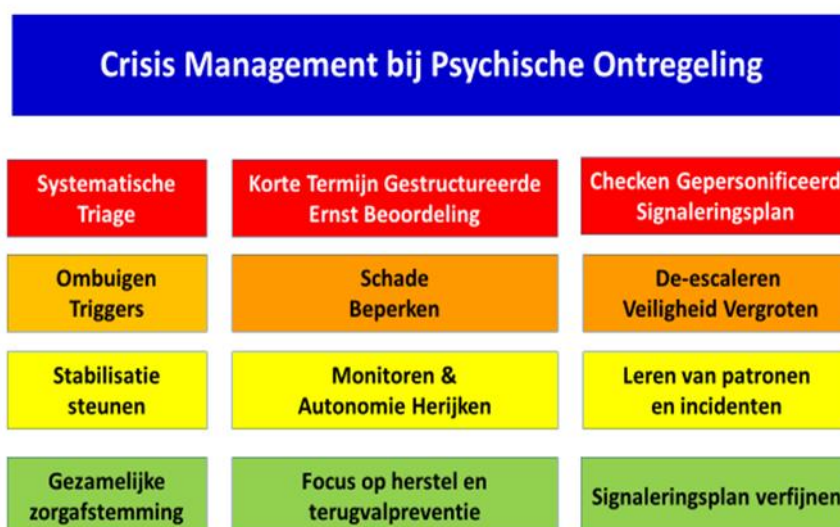 Crisis Management bij Psychische Ontregeling
Systematische
Triage
Korte Termijn Gestructureerde
Ernst Beoordeling
Checken Gepersonificeerd
Signaleringsplan
Ombuigen
Triggers
Schade
Beperken
De-escaleren
Veiligheid Vergroten
Stabilisatie
steunen
Monitoren &
Autonomie Herijken
Leren van patronen
en incidenten
Gezamelijke
zorgafstemming
Focus op herstel en
terugvalpreventie
Signaleringsplan verfijnen